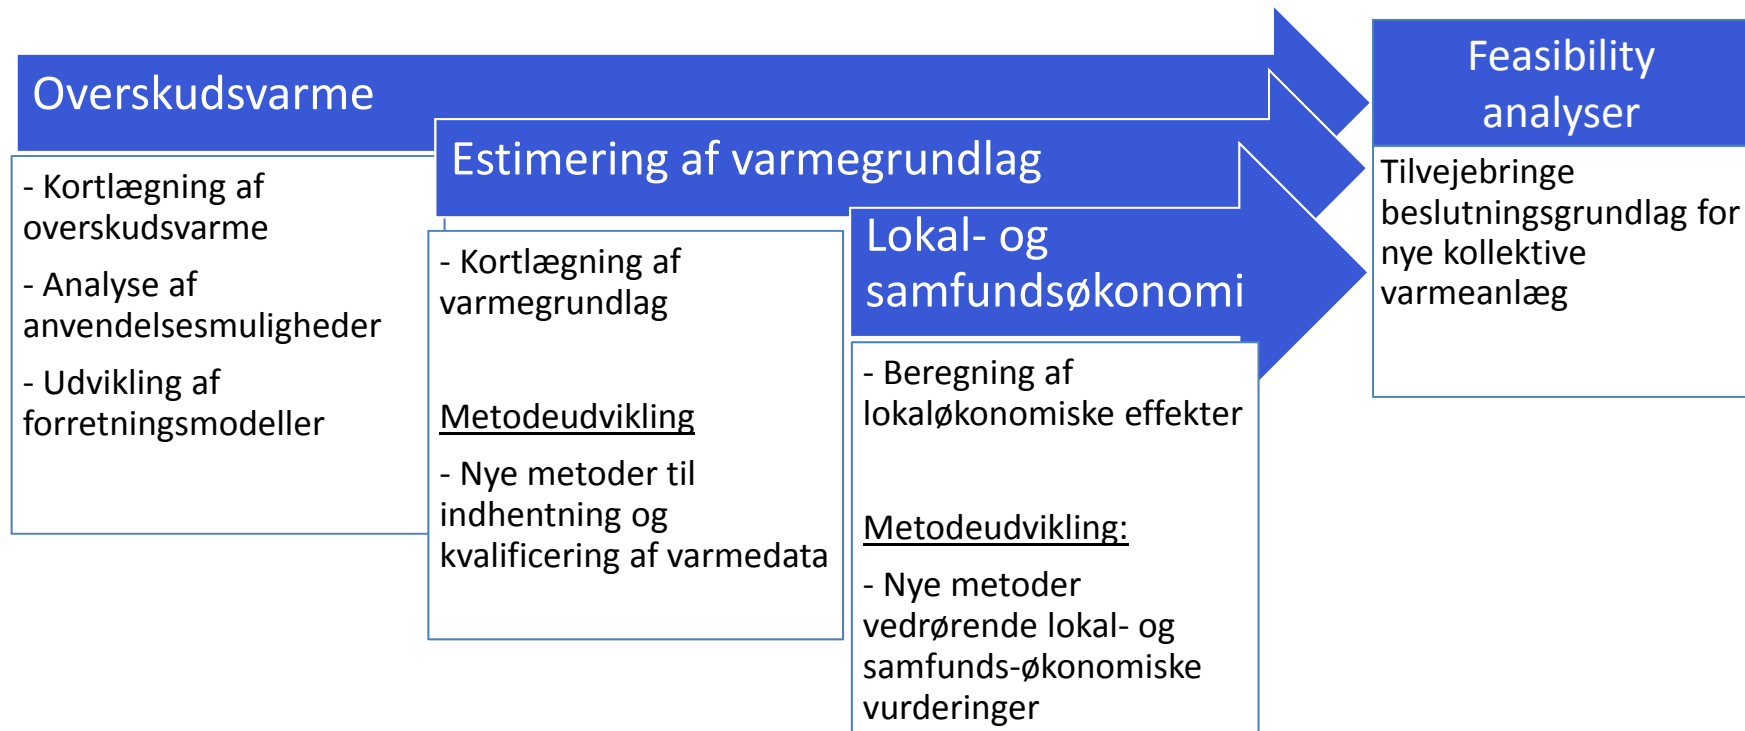 Overskudsvarme
- Kortlægning af
overskudsvarme
- Analyse af
anvendelsesmuligheder
- Udvikling af
forretningsmodeller
Estimering af varmegrundlag
- Kortlægning af
varmegrundlag
Metodeudvikling
- Nye metoder til
indhentning og
kvalificering af varmedata
Lokal- og
samfundsøkonomi
- Beregning af
lokaløkonomiske effekter
Metodeudvikling:
- Nye metoder
vedrørende lokal- og
samfunds-økonomiske
vurderinger
Feasibility
analyser
Tilvejebringe
beslutningsgrundlag for
nye kollektive
varmeanlæg